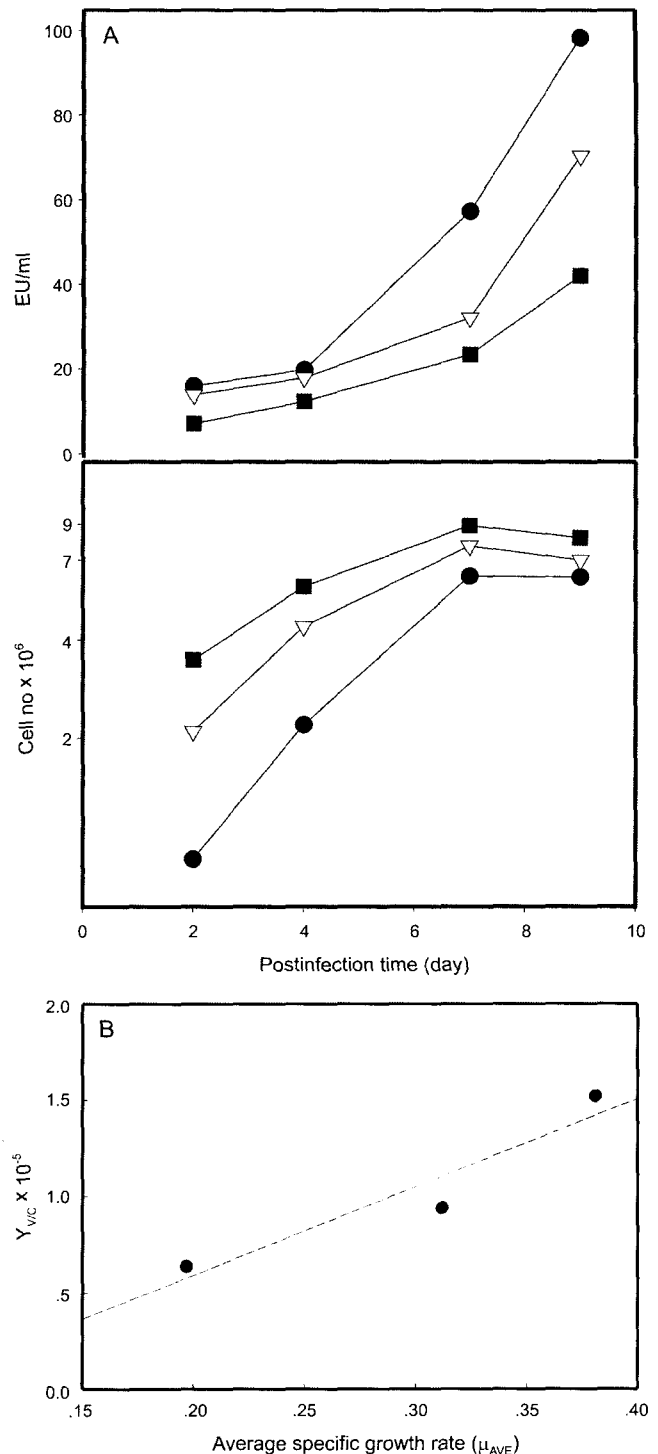 A
100
80
60
40
20
0
EU/ml
9
7
4
2
Cell no x 10⁶
0 2 4 6 8 10
Postinfection time (day)
B
2.0
1.5
1.0
.5
0.0
Y_V/C x 10⁻⁵
.15 .20 .25 .30 .35 .40
Average specific growth rate (μ_AVE)